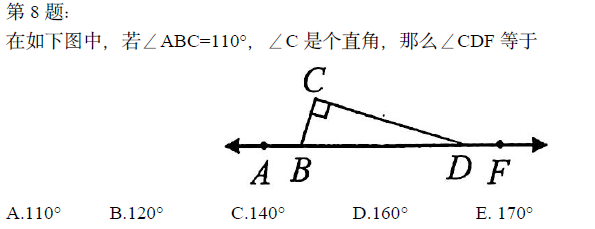 第 8 题：
在如下图中，若∠ABC=110°，∠C 是个直角，那么∠CDF 等于
C
A B D F
A.110° B.120° C.140° D.160° E. 170°